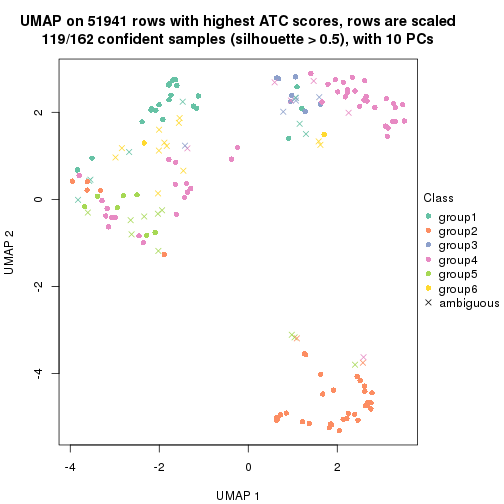 UMAP on 51941 rows with highest ATC scores, rows are scaled
119/162 confident samples (silhouette > 0.5), with 10 PCs
2
0
-2
-4
UMAP 2
-4
-2
0
2
UMAP 1
Class
group1
group2
group3
group4
group5
group6
ambiguous